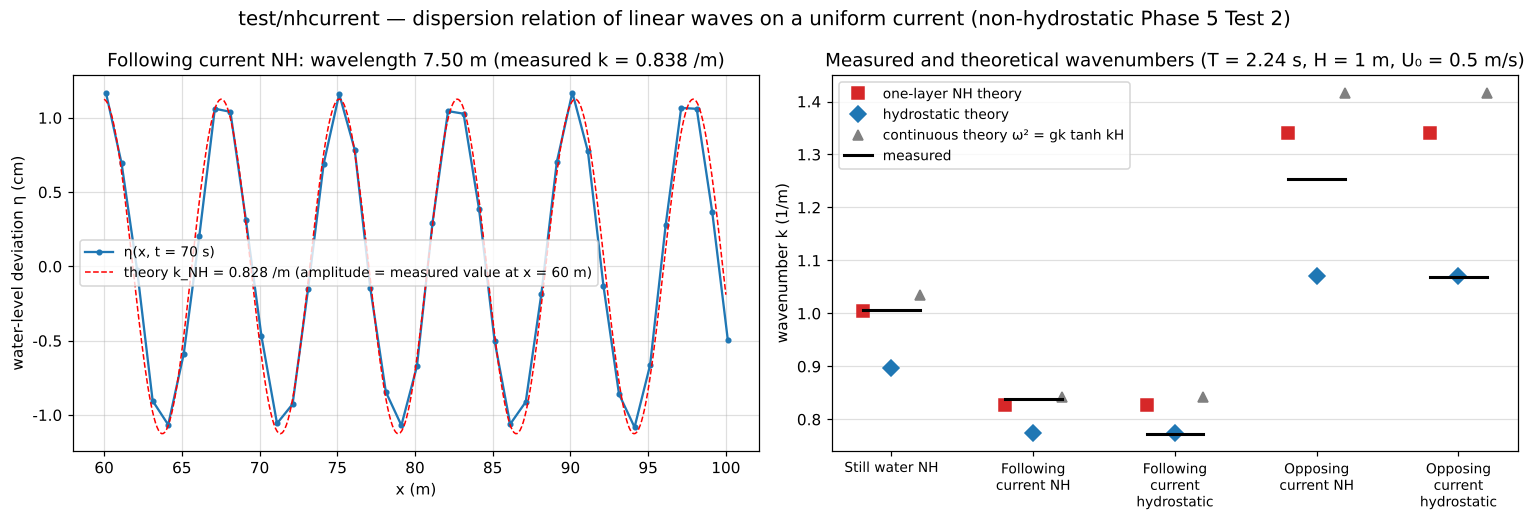 test/nhcurrent — dispersion relation of linear waves on a uniform current (non-hydrostatic Phase 5 Test 2)
Following current NH: wavelength 7.50 m (measured k = 0.838 /m)
water-level deviation η (cm)
1.0
0.5
0.0
-0.5
-1.0
η(x, t = 70 s)
theory k_NH = 0.828 /m (amplitude = measured value at x = 60 m)
60
65
70
75
80
85
90
95
100
x (m)
Measured and theoretical wavenumbers (T = 2.24 s, H = 1 m, U₀ = 0.5 m/s)
wavenumber k (1/m)
1.4
1.3
1.2
1.1
1.0
0.9
0.8
one-layer NH theory
hydrostatic theory
continuous theory ω² = gk tanh kH
measured
Still water NH
Following
current NH
Following
current
hydrostatic
Opposing
current NH
Opposing
current
hydrostatic